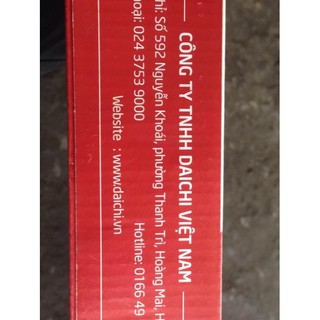 CÔNG TY TNHH DAICHI VIỆT NAM
hỉ: Số 592 Nguyễn Khoái, phường Thanh Trì, Hoàng Mai, H
hoại: 024 3753 9000
Hotline: 0166 49
Website : www.daichi.vn